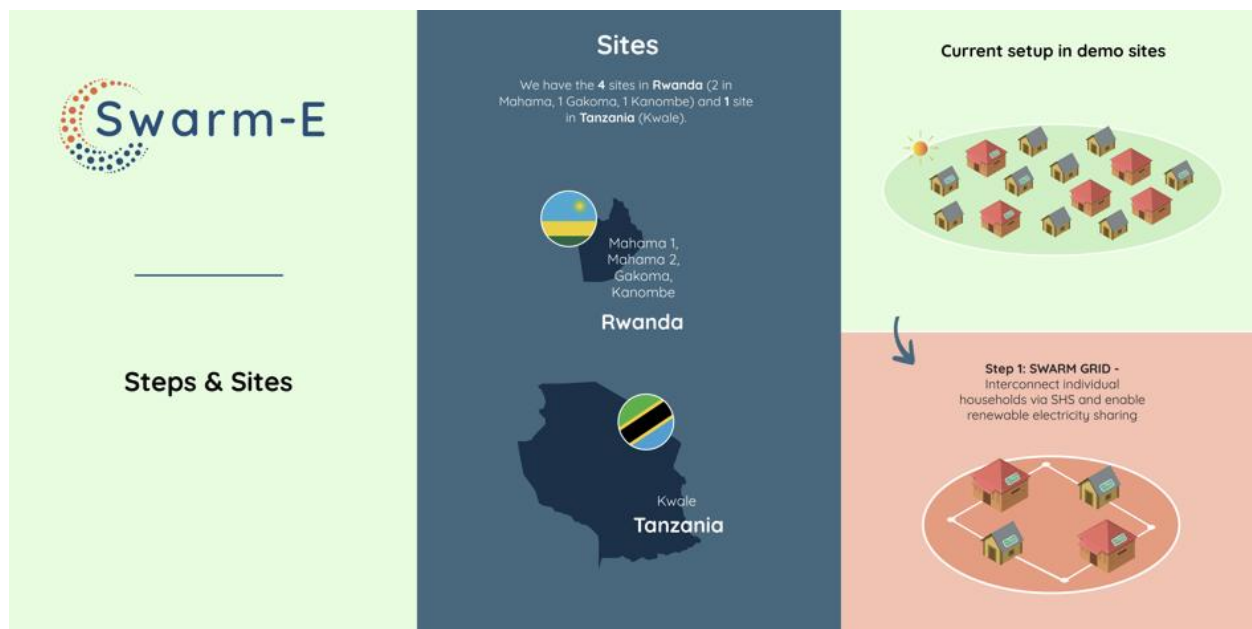 Swarm-E
Steps & Sites
Sites
We have the 4 sites in Rwanda (2 in
Mahama, 1 Gakoma, 1 Kanombe) and 1 site
in Tanzania (Kwale).
Mahama 1,
Mahama 2,
Gakoma,
Kanombe
Rwanda
Kwale
Tanzania
Current setup in demo sites
Step 1: SWARM GRID -
Interconnect individual
households via SHS and enable
renewable electricity sharing